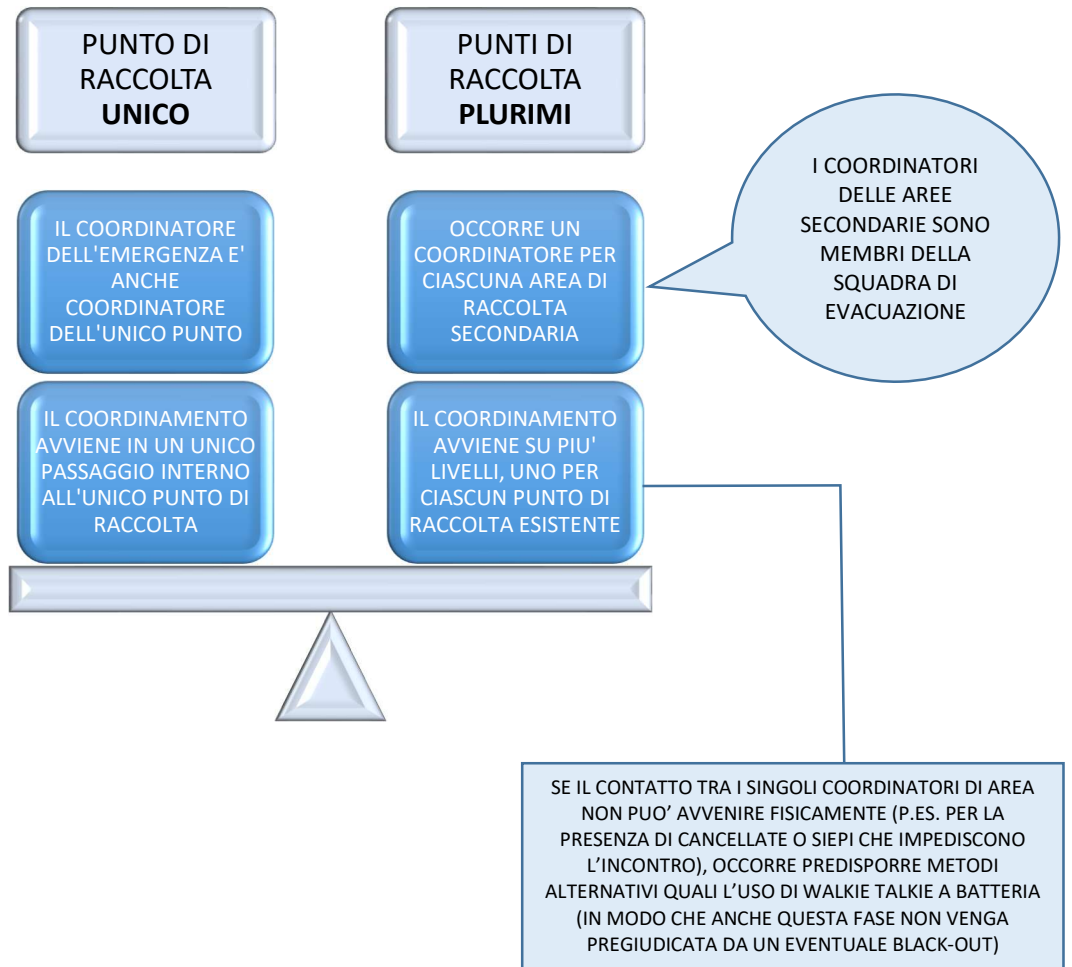 PUNTO DI
RACCOLTA
UNICO
PUNTI DI
RACCOLTA
PLURIMI
IL COORDINATORE
DELL'EMERGENZA E'
ANCHE
COORDINATORE
DELL'UNICO PUNTO
OCCORRE UN
COORDINATORE PER
CIASCUNA AREA DI
RACCOLTA
SECONDARIA
I COORDINATORI
DELLE AREE
SECONDARIE SONO
MEMBRI DELLA
SQUADRA DI
EVACUAZIONE
IL COORDINAMENTO
AVVIENE IN UN UNICO
PASSAGGIO INTERNO
ALL'UNICO PUNTO DI
RACCOLTA
IL COORDINAMENTO
AVVIENE SU PIU'
LIVELLI, UNO PER
CIASCUN PUNTO DI
RACCOLTA ESISTENTE
SE IL CONTATTO TRA I SINGOLI COORDINATORI DI AREA
NON PUO’ AVVENIRE FISICAMENTE (P.ES. PER LA
PRESENZA DI CANCELLATE O SIEPI CHE IMPEDISCONO
L’INCONTRO), OCCORRE PREDISPORRE METODI
ALTERNATIVI QUALI L’USO DI WALKIE TALKIE A BATTERIA
(IN MODO CHE ANCHE QUESTA FASE NON VENGA
PREGIUDICATA DA UN EVENTUALE BLACK-OUT)